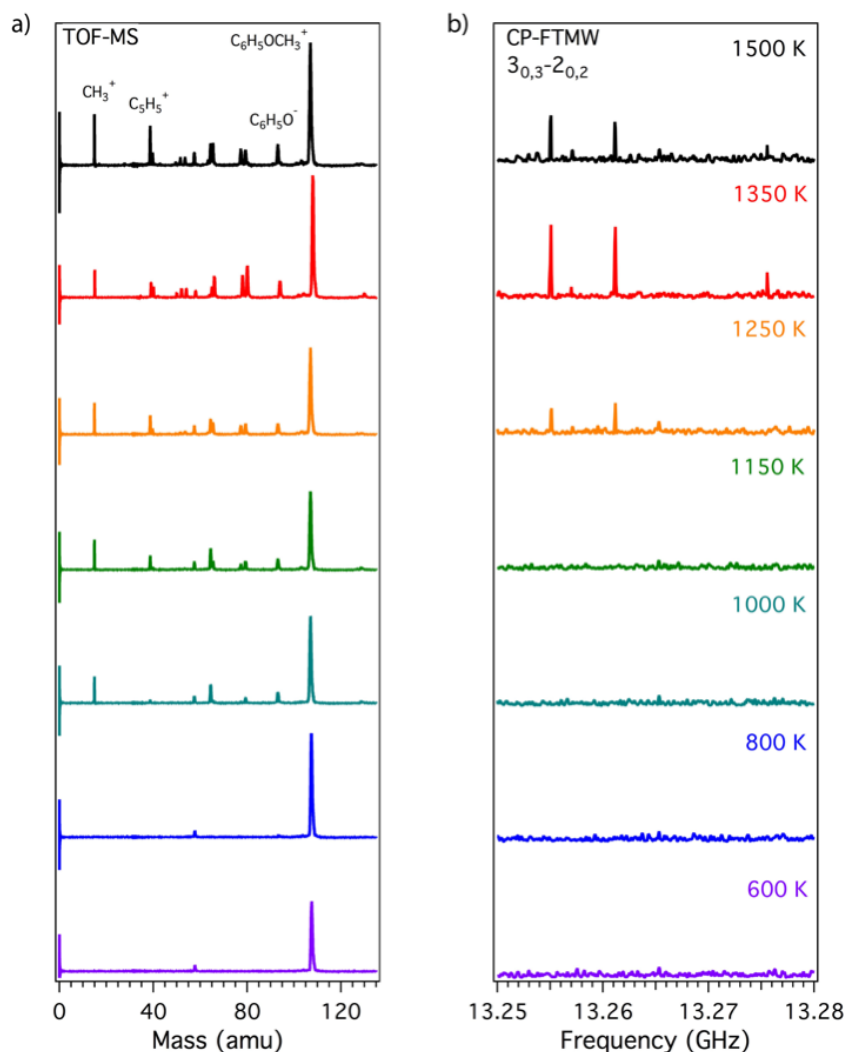 a)
TOF-MS
C₆H₅OCH₃⁺
CH₃⁺
C₅H₅⁺
C₆H₅O⁻
0 40 80 120
Mass (amu)
b)
CP-FTMW
3₀,₃-2₀,₂
1500 K
1350 K
1250 K
1150 K
1000 K
800 K
600 K
13.25 13.26 13.27 13.28
Frequency (GHz)